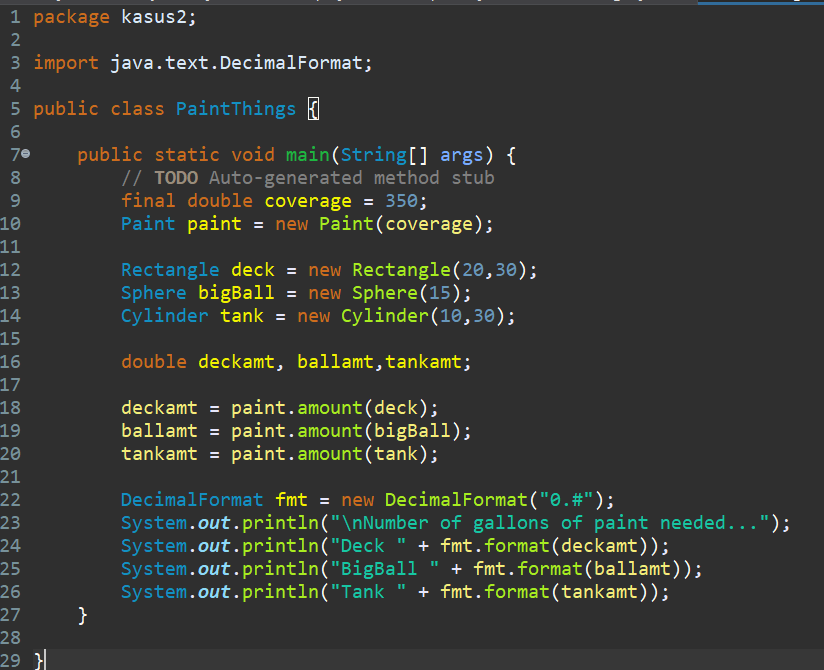 1 package kasus2;
2
3 import java.text.DecimalFormat;
4
5 public class PaintThings {
6
7 public static void main(String[] args) {
8 // TODO Auto-generated method stub
9 final double coverage = 350;
10 Paint paint = new Paint(coverage);
11
12 Rectangle deck = new Rectangle(20,30);
13 Sphere bigBall = new Sphere(15);
14 Cylinder tank = new Cylinder(10,30);
15
16 double deckamt, ballamt,tankamt;
17
18 deckamt = paint.amount(deck);
19 ballamt = paint.amount(bigBall);
20 tankamt = paint.amount(tank);
21
22 DecimalFormat fmt = new DecimalFormat("0.#");
23 System.out.println("\nNumber of gallons of paint needed...");
24 System.out.println("Deck " + fmt.format(deckamt));
25 System.out.println("BigBall " + fmt.format(ballamt));
26 System.out.println("Tank " + fmt.format(tankamt));
27 }
28
29 }